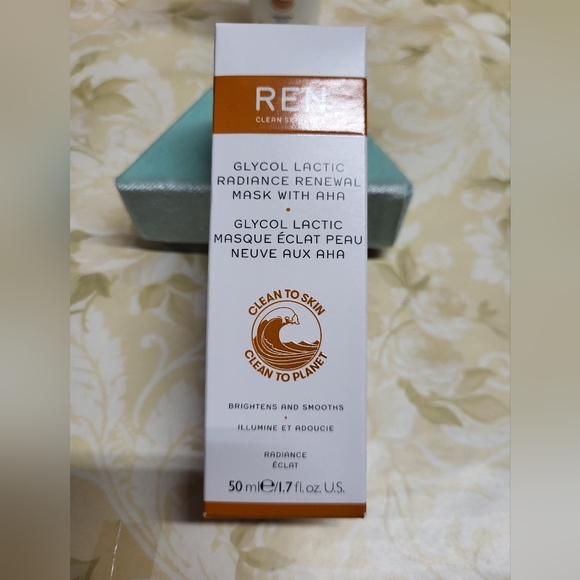 REN
CLEAN
GLYCOL LACTIC
RADIANCE RENEWAL
MASK WITH AHA
GLYCOL LACTIC
MASQUE ÉCLAT PEAU
NEUVE AUX AHA
CLEAN TO SKIN
CLEAN TO PLANET
BRIGHTENS AND SMOOTHS
ILLUMINE ET ADOUCIE
RADIANCE
ÉCLAT
50 ml℮/1.7 fl. oz. U.S.